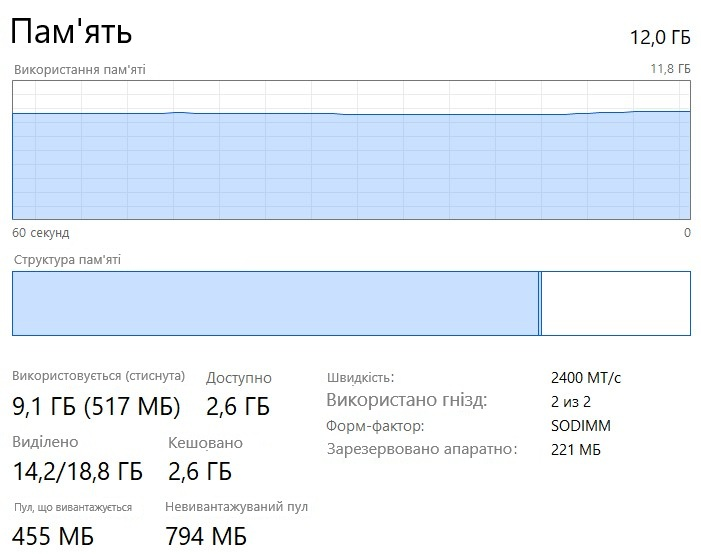 Пам'ять
12,0 ГБ
Використання пам'яті
11,8 ГБ
60 секунд
0
Структура пам'яті
Використовується (стиснута)
Доступно
9,1 ГБ (517 МБ)
2,6 ГБ
Виділено
Кешовано
14,2/18,8 ГБ
2,6 ГБ
Пул, що вивантажується
Невивантажуваний пул
455 МБ
794 МБ
Швидкість:
2400 МТ/с
Використано гнізд:
2 из 2
Форм-фактор:
SODIMM
Зарезервовано апаратно:
221 МБ